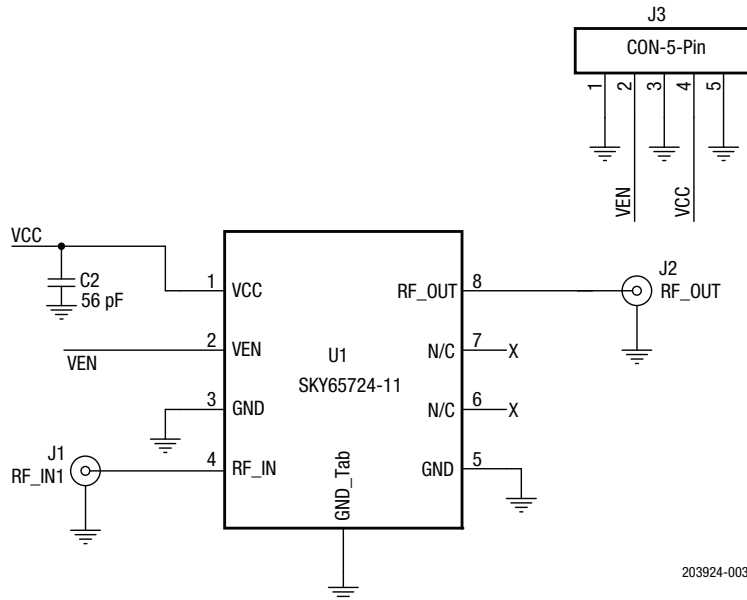 J3
CON-5-Pin
1
2
3
4
5
VEN
VCC
VCC
C2
56 pF
1
VCC
2
VEN
VEN
3
GND
J1
RF_IN1
4
RF_IN
U1
SKY65724-11
GND_Tab
RF_OUT
8
J2
RF_OUT
N/C
7
X
N/C
6
X
GND
5
203924-003